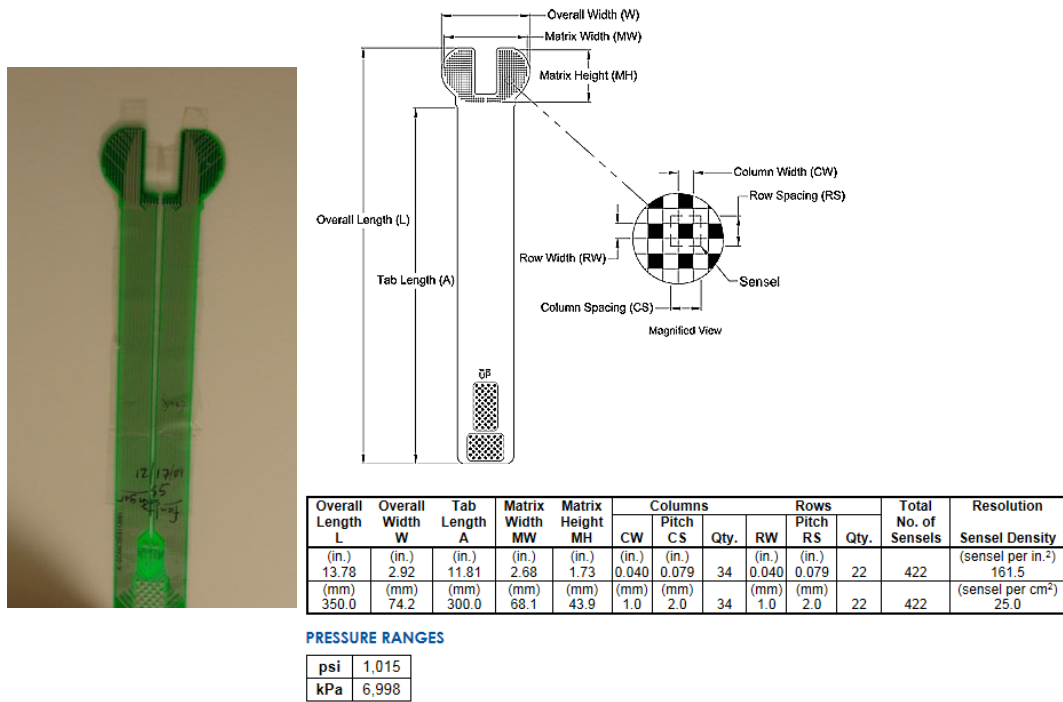 Overall Width (W)
Matrix Width (MW)
Matrix Height (MH)
Column Width (CW)
Row Spacing (RS)
Overall Length (L)
Row Width (RW)
Tab Length (A)
Sensel
Column Spacing (CS)
Magnified View
UP
Overall Length L Overall Width W Tab Length A Matrix Width MW Matrix Height MH Columns Rows Total No. of Sensels Resolution Sensel Density
CW Pitch CS Qty. RW Pitch RS Qty.
(in.) (in.) (in.) (in.) (in.) (in.) (in.) (in.) (in.) (sensel per in.²)
13.78 2.92 11.81 2.68 1.73 0.040 0.079 34 0.040 0.079 22 422 161.5
(mm) (mm) (mm) (mm) (mm) (mm) (mm) (mm) (mm) (sensel per cm²)
350.0 74.2 300.0 68.1 43.9 1.0 2.0 34 1.0 2.0 22 422 25.0
PRESSURE RANGES
psi 1,015
kPa 6,998